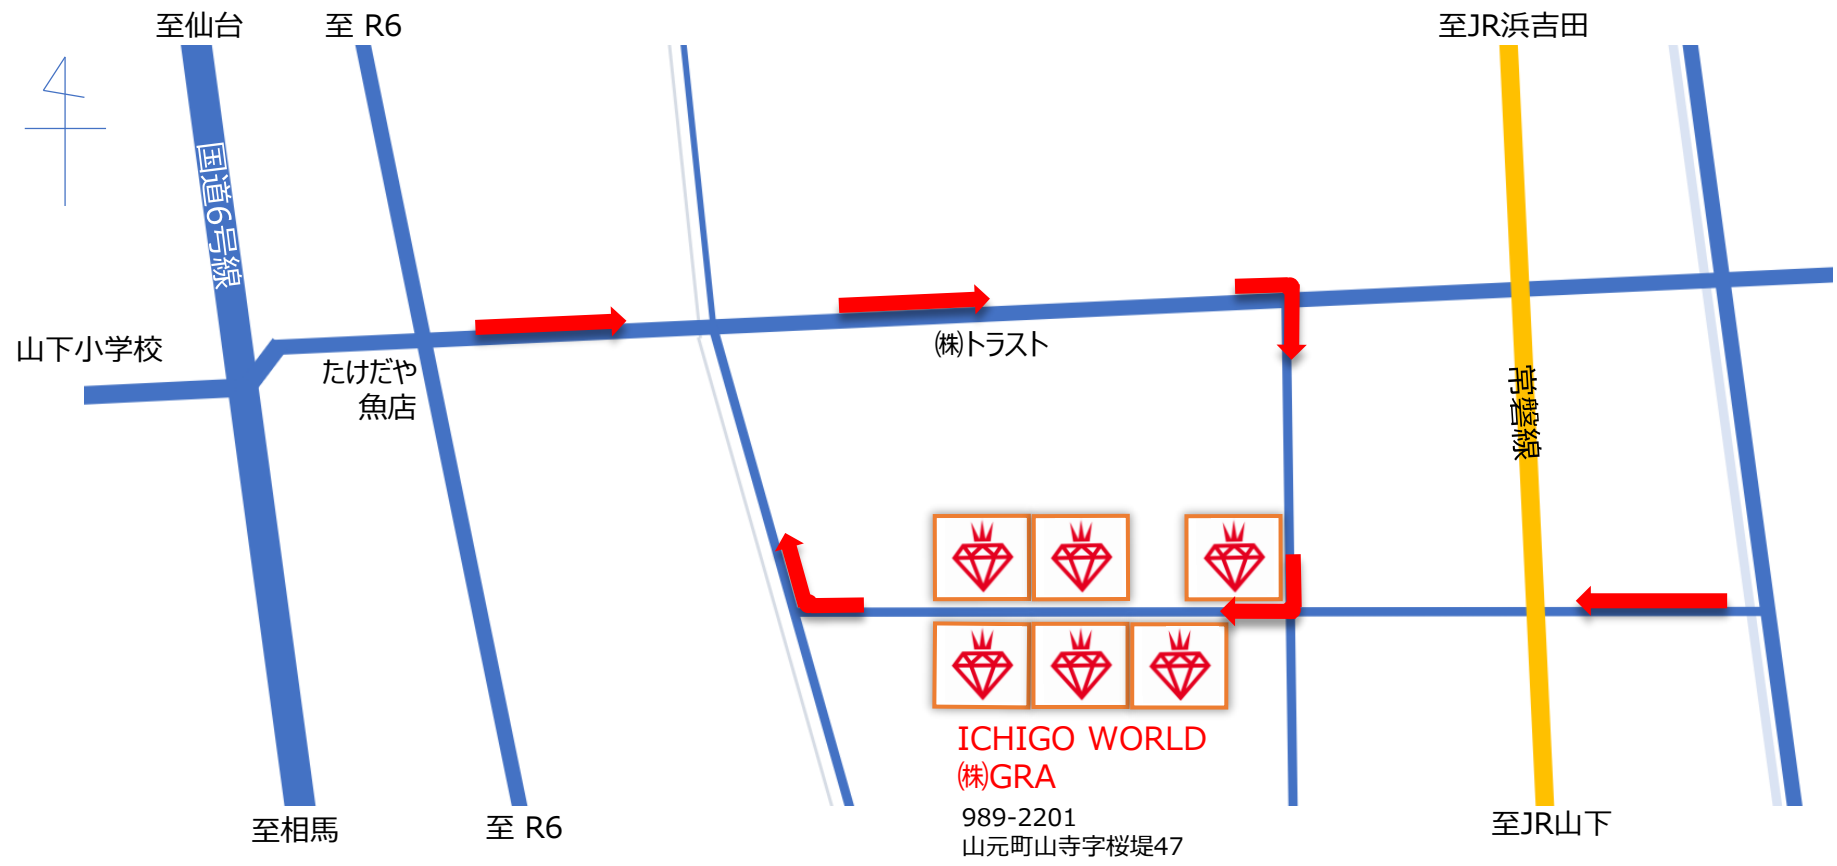 至仙台
至 R6
至JR浜吉田
国道6号線
山下小学校
たけだや
魚店
㈱トラスト
常磐線
ICHIGO WORLD
㈱GRA
989-2201
山元町山寺字桜堤47
至相馬
至 R6
至JR山下